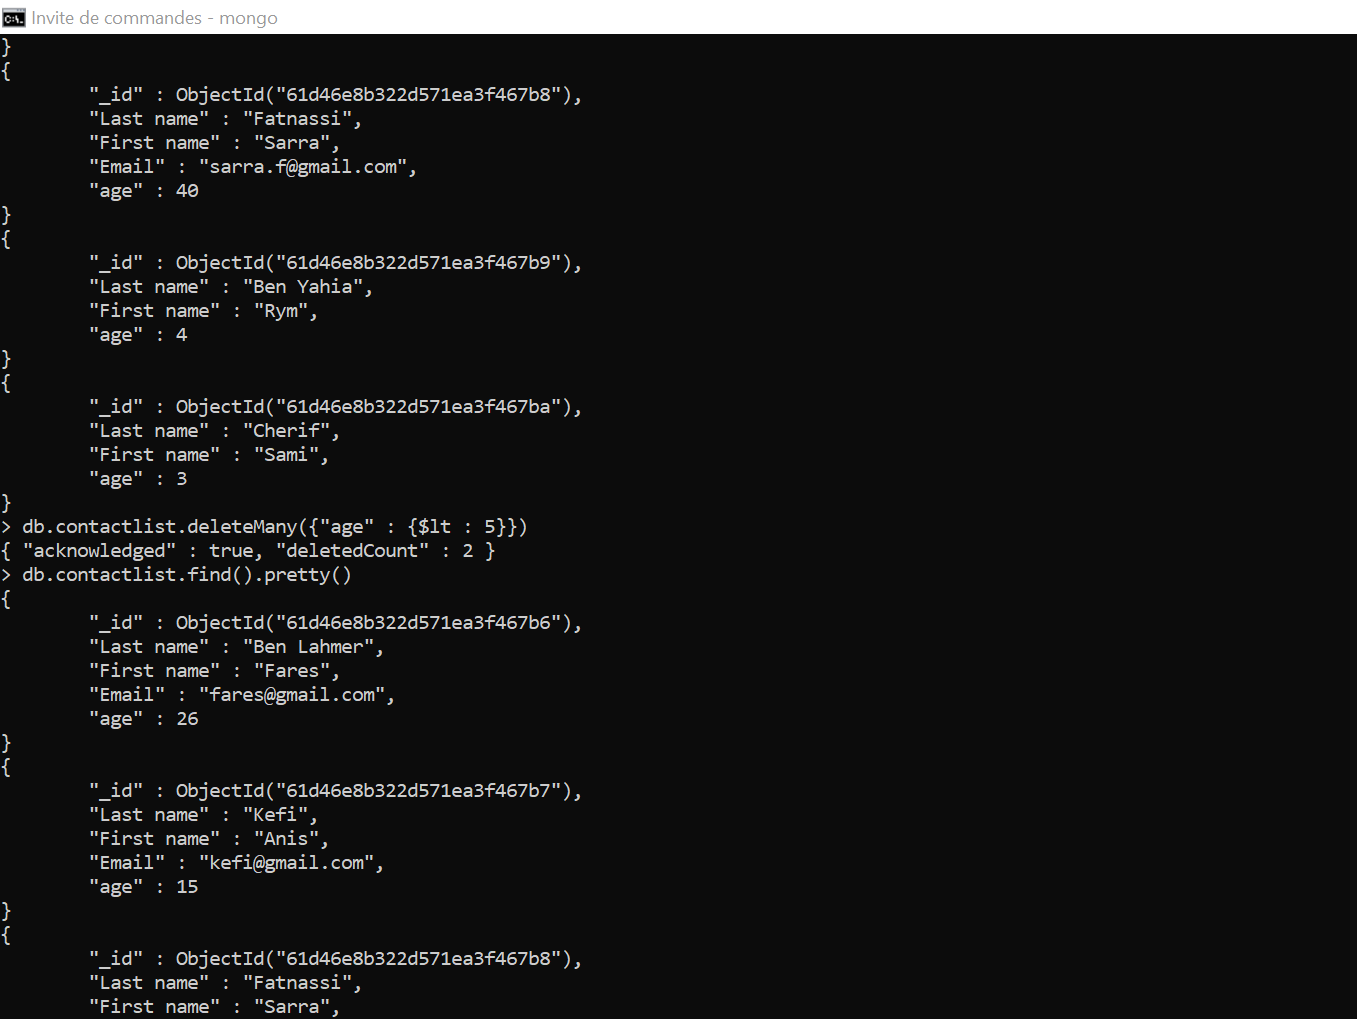 Invite de commandes - mongo
}
{
"_id" : ObjectId("61d46e8b322d571ea3f467b8"),
"Last name" : "Fatnassi",
"First name" : "Sarra",
"Email" : "sarra.f@gmail.com",
"age" : 40
}
{
"_id" : ObjectId("61d46e8b322d571ea3f467b9"),
"Last name" : "Ben Yahia",
"First name" : "Rym",
"age" : 4
}
{
"_id" : ObjectId("61d46e8b322d571ea3f467ba"),
"Last name" : "Cherif",
"First name" : "Sami",
"age" : 3
}
> db.contactlist.deleteMany({"age" : {$lt : 5}})
{ "acknowledged" : true, "deletedCount" : 2 }
> db.contactlist.find().pretty()
{
"_id" : ObjectId("61d46e8b322d571ea3f467b6"),
"Last name" : "Ben Lahmer",
"First name" : "Fares",
"Email" : "fares@gmail.com",
"age" : 26
}
{
"_id" : ObjectId("61d46e8b322d571ea3f467b7"),
"Last name" : "Kefi",
"First name" : "Anis",
"Email" : "kefi@gmail.com",
"age" : 15
}
{
"_id" : ObjectId("61d46e8b322d571ea3f467b8"),
"Last name" : "Fatnassi",
"First name" : "Sarra",